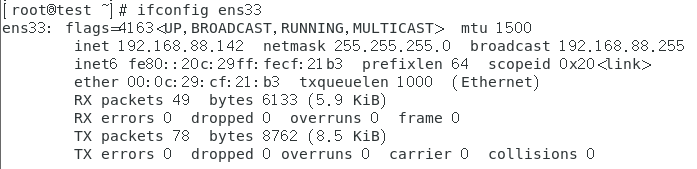 [root@test ~]# ifconfig ens33
ens33: flags=4163<UP,BROADCAST,RUNNING,MULTICAST>  mtu 1500
        inet 192.168.88.142  netmask 255.255.255.0  broadcast 192.168.88.255
        inet6 fe80::20c:29ff:fecf:21b3  prefixlen 64  scopeid 0x20<link>
        ether 00:0c:29:cf:21:b3  txqueuelen 1000  (Ethernet)
        RX packets 49  bytes 6133 (5.9 KiB)
        RX errors 0  dropped 0  overruns 0  frame 0
        TX packets 78  bytes 8762 (8.5 KiB)
        TX errors 0  dropped 0 overruns 0  carrier 0  collisions 0